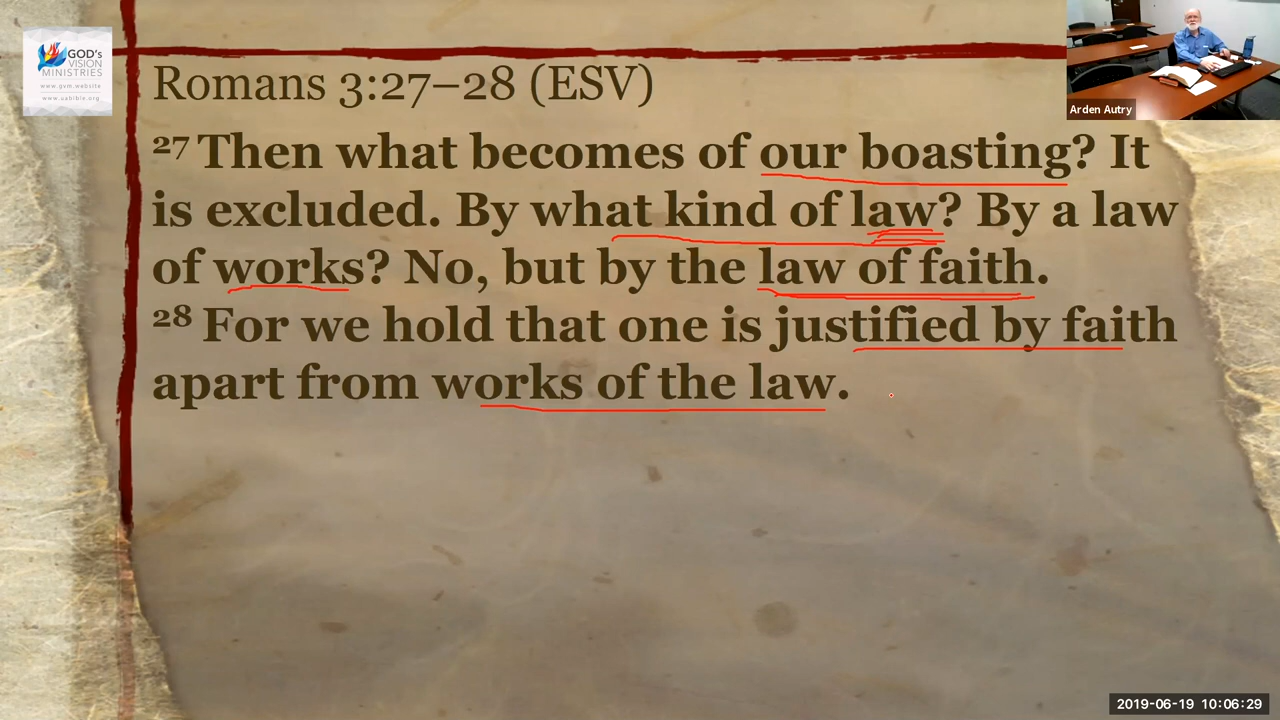 GOD's
VISION
MINISTRIES
www.gvm.website
www.uabible.org
Romans 3:27–28 (ESV)
27 Then what becomes of our boasting? It
is excluded. By what kind of law? By a law
of works? No, but by the law of faith.
28 For we hold that one is justified by faith
apart from works of the law.
Arden Autry
2019-06-19 10:06:29